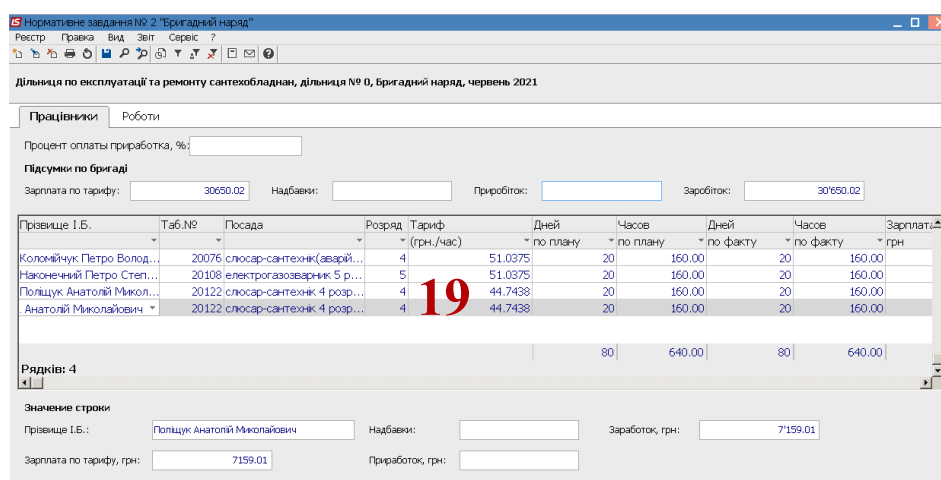 Нормативне завдання № 2 "Бригадний наряд"
Реєстр Правка Вид Звіт Сервіс ?
Дільниця по експлуатації та ремонту сантехобладнан, дільниця № 0, Бригадний наряд, червень 2021
Працівники Роботи
Процент оплаты приработка, %:
Підсумки по бригаді
Зарплата по тарифу: 30650.02 Надбавки: Приробіток: Заробіток: 30'650.02
Прізвище І.Б. Таб.№ Посада Розряд Тариф Дней Часов Дней Часов Зарплата
(грн./час) по плану по плану по факту по факту грн
Коломійчук Петро Волод... 20076 слюсар-сантехнік(аварій... 4 51.0375 20 160.00 20 160.00
Наконечний Петро Степ... 20108 електрогазозварник 5 р... 5 51.0375 20 160.00 20 160.00
Поліщук Анатолій Микол... 20122 слюсар-сантехнік 4 розр... 4 44.7438 20 160.00 20 160.00
. Анатолій Миколайович 20122 слюсар-сантехнік 4 розр... 4 44.7438 20 160.00 20 160.00
19
80 640.00 80 640.00
Рядків: 4
Значение строки
Прізвище І.Б.: Поліщук Анатолій Миколайович Надбавки: Заработок, грн: 7'159.01
Зарплата по тарифу, грн: 7159.01 Приработок, грн: